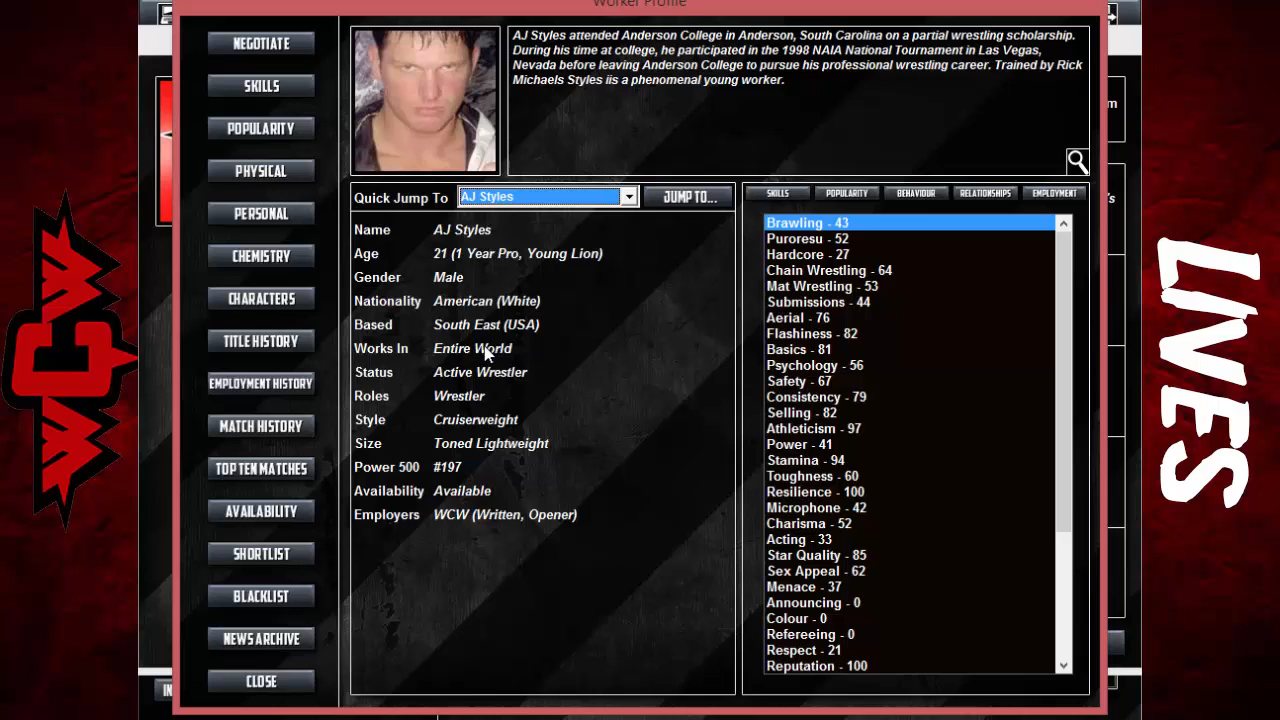 Worker Profile
NEGOTIATE
SKILLS
POPULARITY
PHYSICAL
PERSONAL
CHEMISTRY
CHARACTERS
TITLE HISTORY
EMPLOYMENT HISTORY
MATCH HISTORY
TOP TEN MATCHES
AVAILABILITY
SHORTLIST
BLACKLIST
NEWS ARCHIVE
CLOSE
AJ Styles attended Anderson College in Anderson, South Carolina on a partial wrestling scholarship.
During his time at college, he participated in the 1998 NAIA National Tournament in Las Vegas,
Nevada before leaving Anderson College to pursue his professional wrestling career. Trained by Rick
Michaels Styles iis a phenomenal young worker.
Quick Jump To AJ Styles JUMP TO...
Name AJ Styles
Age 21 (1 Year Pro, Young Lion)
Gender Male
Nationality American (White)
Based South East (USA)
Works In Entire World
Status Active Wrestler
Roles Wrestler
Style Cruiserweight
Size Toned Lightweight
Power 500 #197
Availability Available
Employers WCW (Written, Opener)
SKILLS POPULARITY BEHAVIOUR RELATIONSHIPS EMPLOYMENT
Brawling - 43
Puroresu - 52
Hardcore - 27
Chain Wrestling - 64
Mat Wrestling - 53
Submissions - 44
Aerial - 76
Flashiness - 82
Basics - 81
Psychology - 56
Safety - 67
Consistency - 79
Selling - 82
Athleticism - 97
Power - 41
Stamina - 94
Toughness - 60
Resilience - 100
Microphone - 42
Charisma - 52
Acting - 33
Star Quality - 85
Sex Appeal - 62
Menace - 37
Announcing - 0
Colour - 0
Refereeing - 0
Respect - 21
Reputation - 100
WCW
LIVES